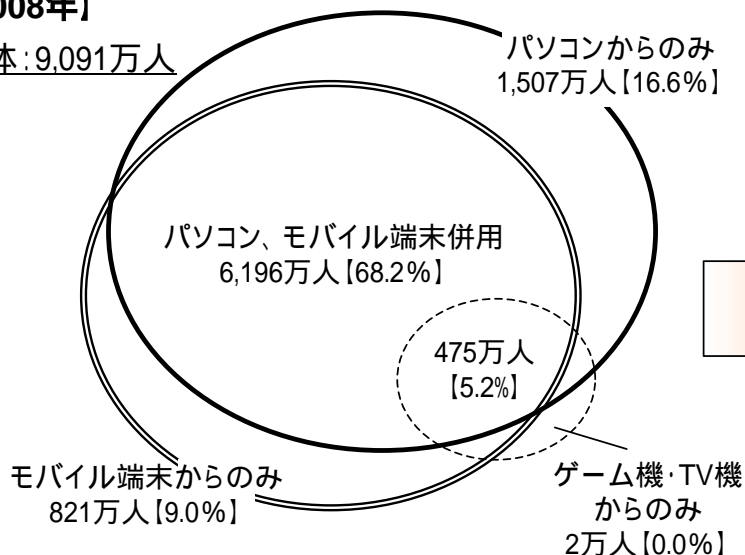 008年】
体:9,091万人
パソコンからのみ
1,507万人【16.6%】
パソコン、モバイル端末併用
6,196万人【68.2%】
475万人
【5.2%】
モバイル端末からのみ
821万人【9.0%】
ゲーム機・TV機
からのみ
2万人【0.0%】